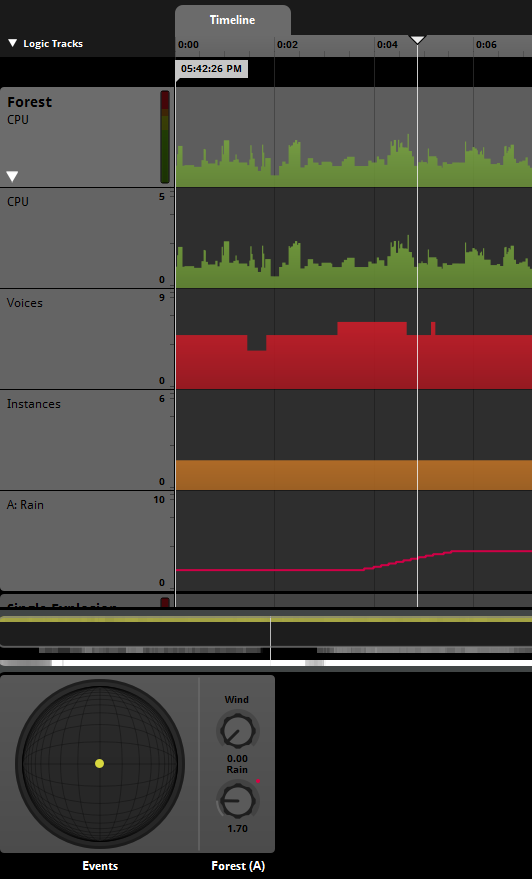 Timeline
Logic Tracks
0:00 0:02 0:04 0:06
05:42:26 PM
Forest
CPU
CPU 5
0
Voices 9
0
Instances 6
0
A: Rain 10
0
Single Explosion
Wind
0.00
Rain
1.70
Events Forest (A)